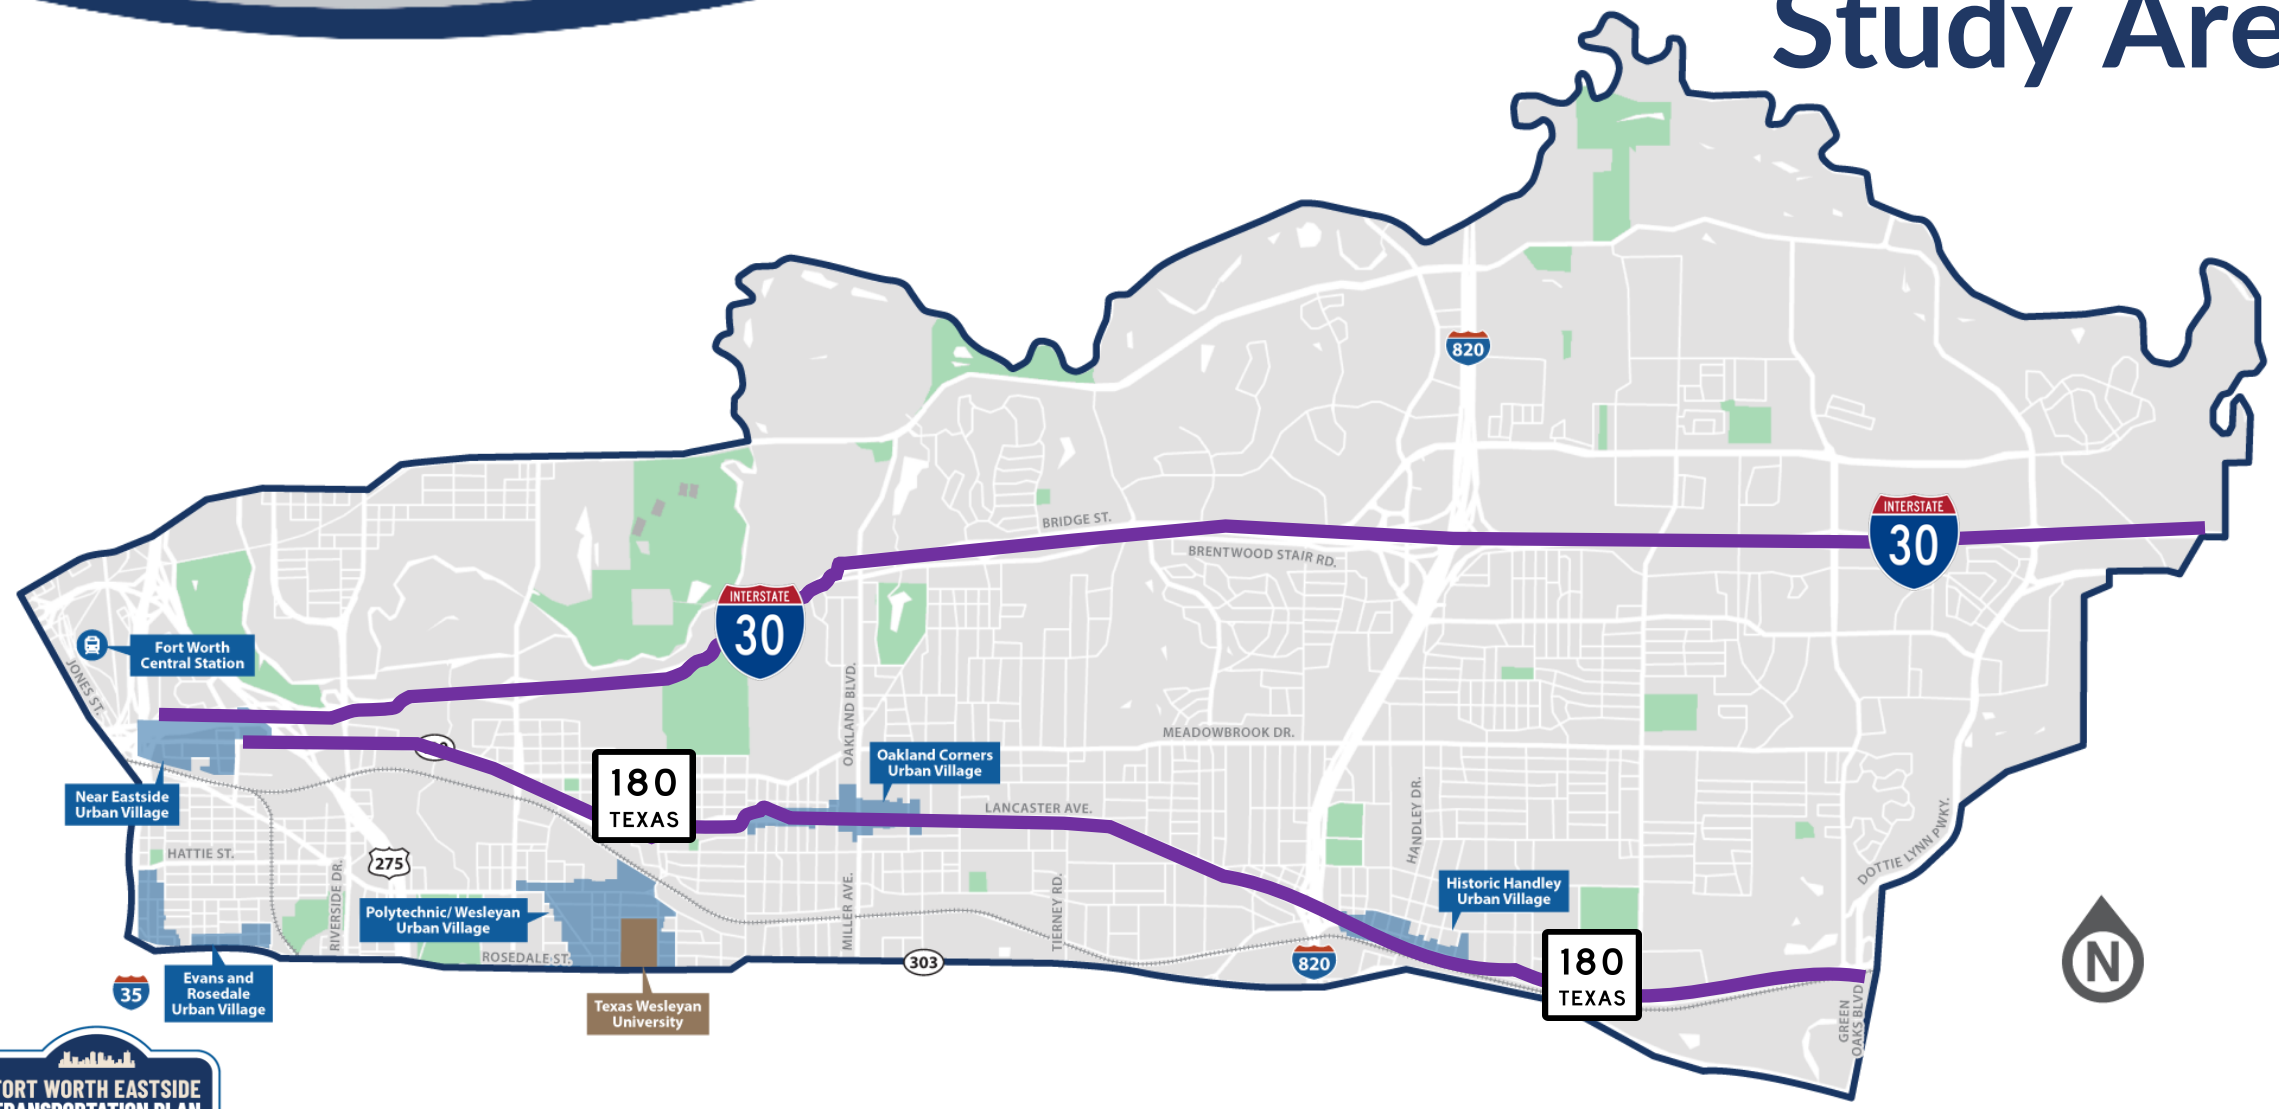 Study Are
820
INTERSTATE
30
BRIDGE ST.
BRENTWOOD STAIR RD.
INTERSTATE
30
Fort Worth
Central Station
JONES ST.
OAKLAND BLVD.
MEADOWBROOK DR.
Oakland Corners
Urban Village
180
TEXAS
Near Eastside
Urban Village
LANCASTER AVE.
HANDLEY DR.
DOTTIE LYNN PWKY.
HATTIE ST.
275
RIVERSIDE DR.
Polytechnic/ Wesleyan
Urban Village
MILLER AVE.
TIERNEY RD.
Historic Handley
Urban Village
ROSEDALE ST.
303
820
180
TEXAS
N
35
Evans and
Rosedale
Urban Village
Texas Wesleyan
University
GREEN
OAKS BLVD
FORT WORTH EASTSIDE
TRANSPORTATION PLAN